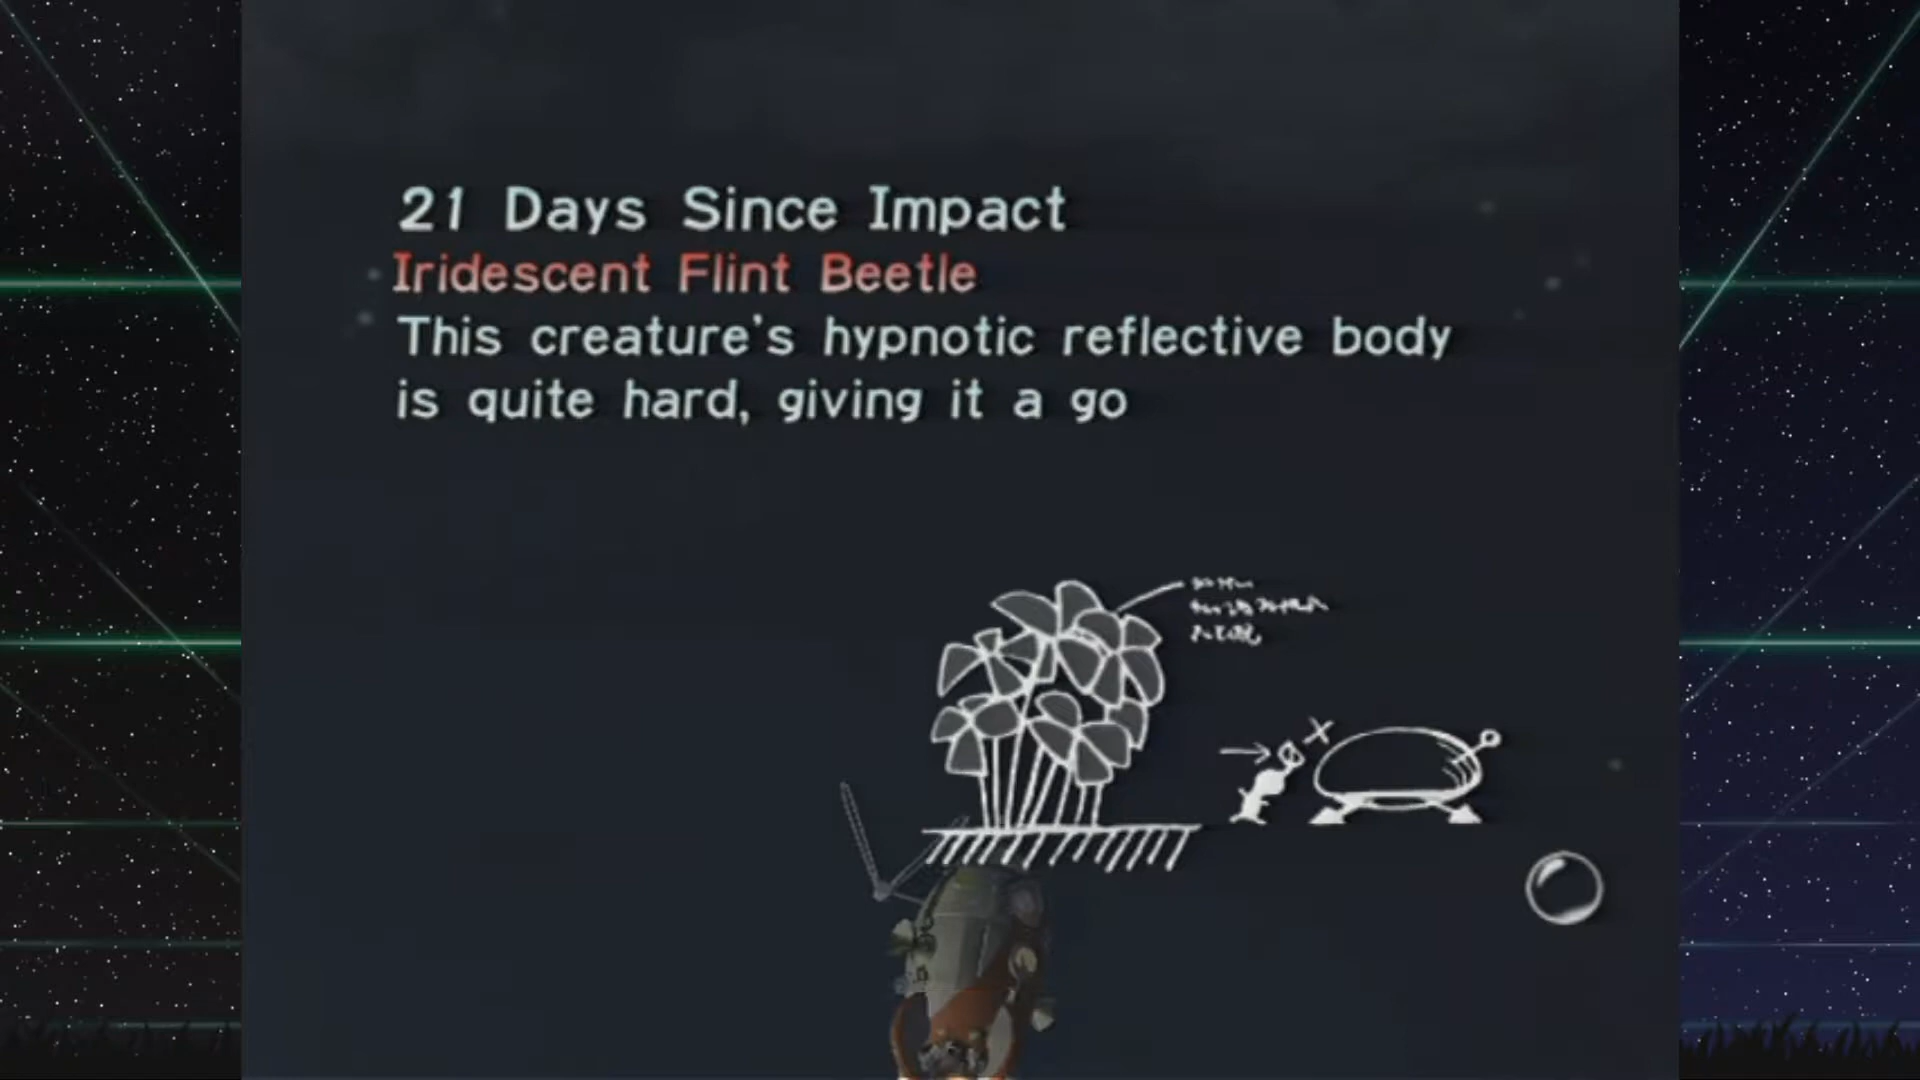 21 Days Since Impact
Iridescent Flint Beetle
This creature's hypnotic reflective body
is quite hard, giving it a go